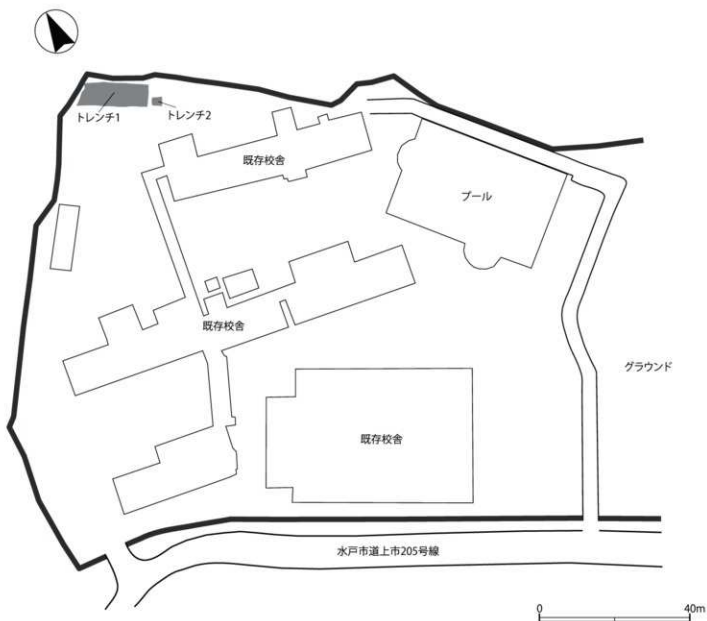 トレンチ1
トレンチ2
既存校舎
プール
既存校舎
グラウンド
既存校舎
水戸市道上市205号線
0
40m